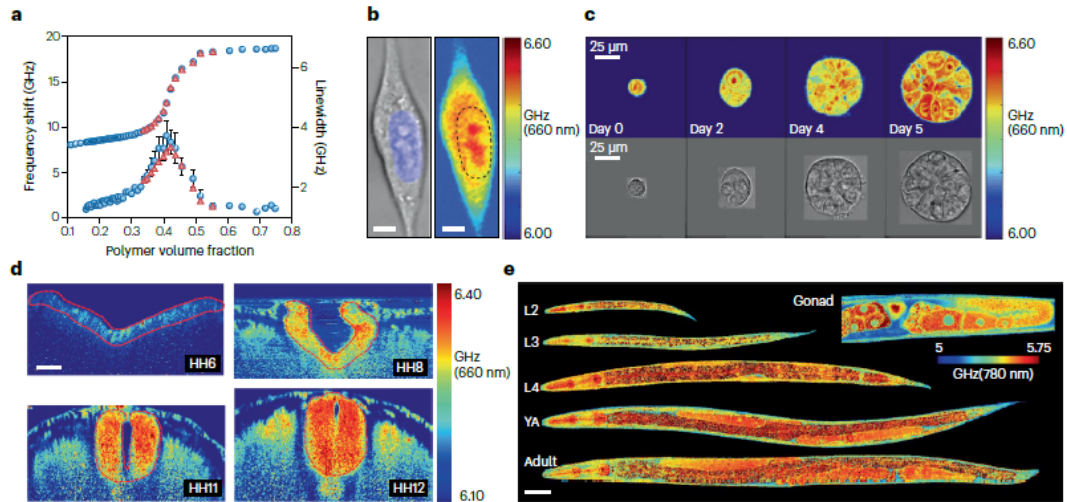 a
20
15
10
5
0
Frequency shift (GHz)
6
4
2
Linewidth (GHz)
0.1 0.2 0.3 0.4 0.5 0.6 0.7 0.8
Polymer volume fraction
b
6.60
GHz
(660 nm)
6.00
c
25 µm
Day 0
Day 2
Day 4
Day 5
25 µm
6.60
GHz
(660 nm)
6.00
d
HH6
HH8
HH11
HH12
6.40
GHz
(660 nm)
6.10
e
L2
L3
L4
YA
Adult
Gonad
5 5.75
GHz(780 nm)